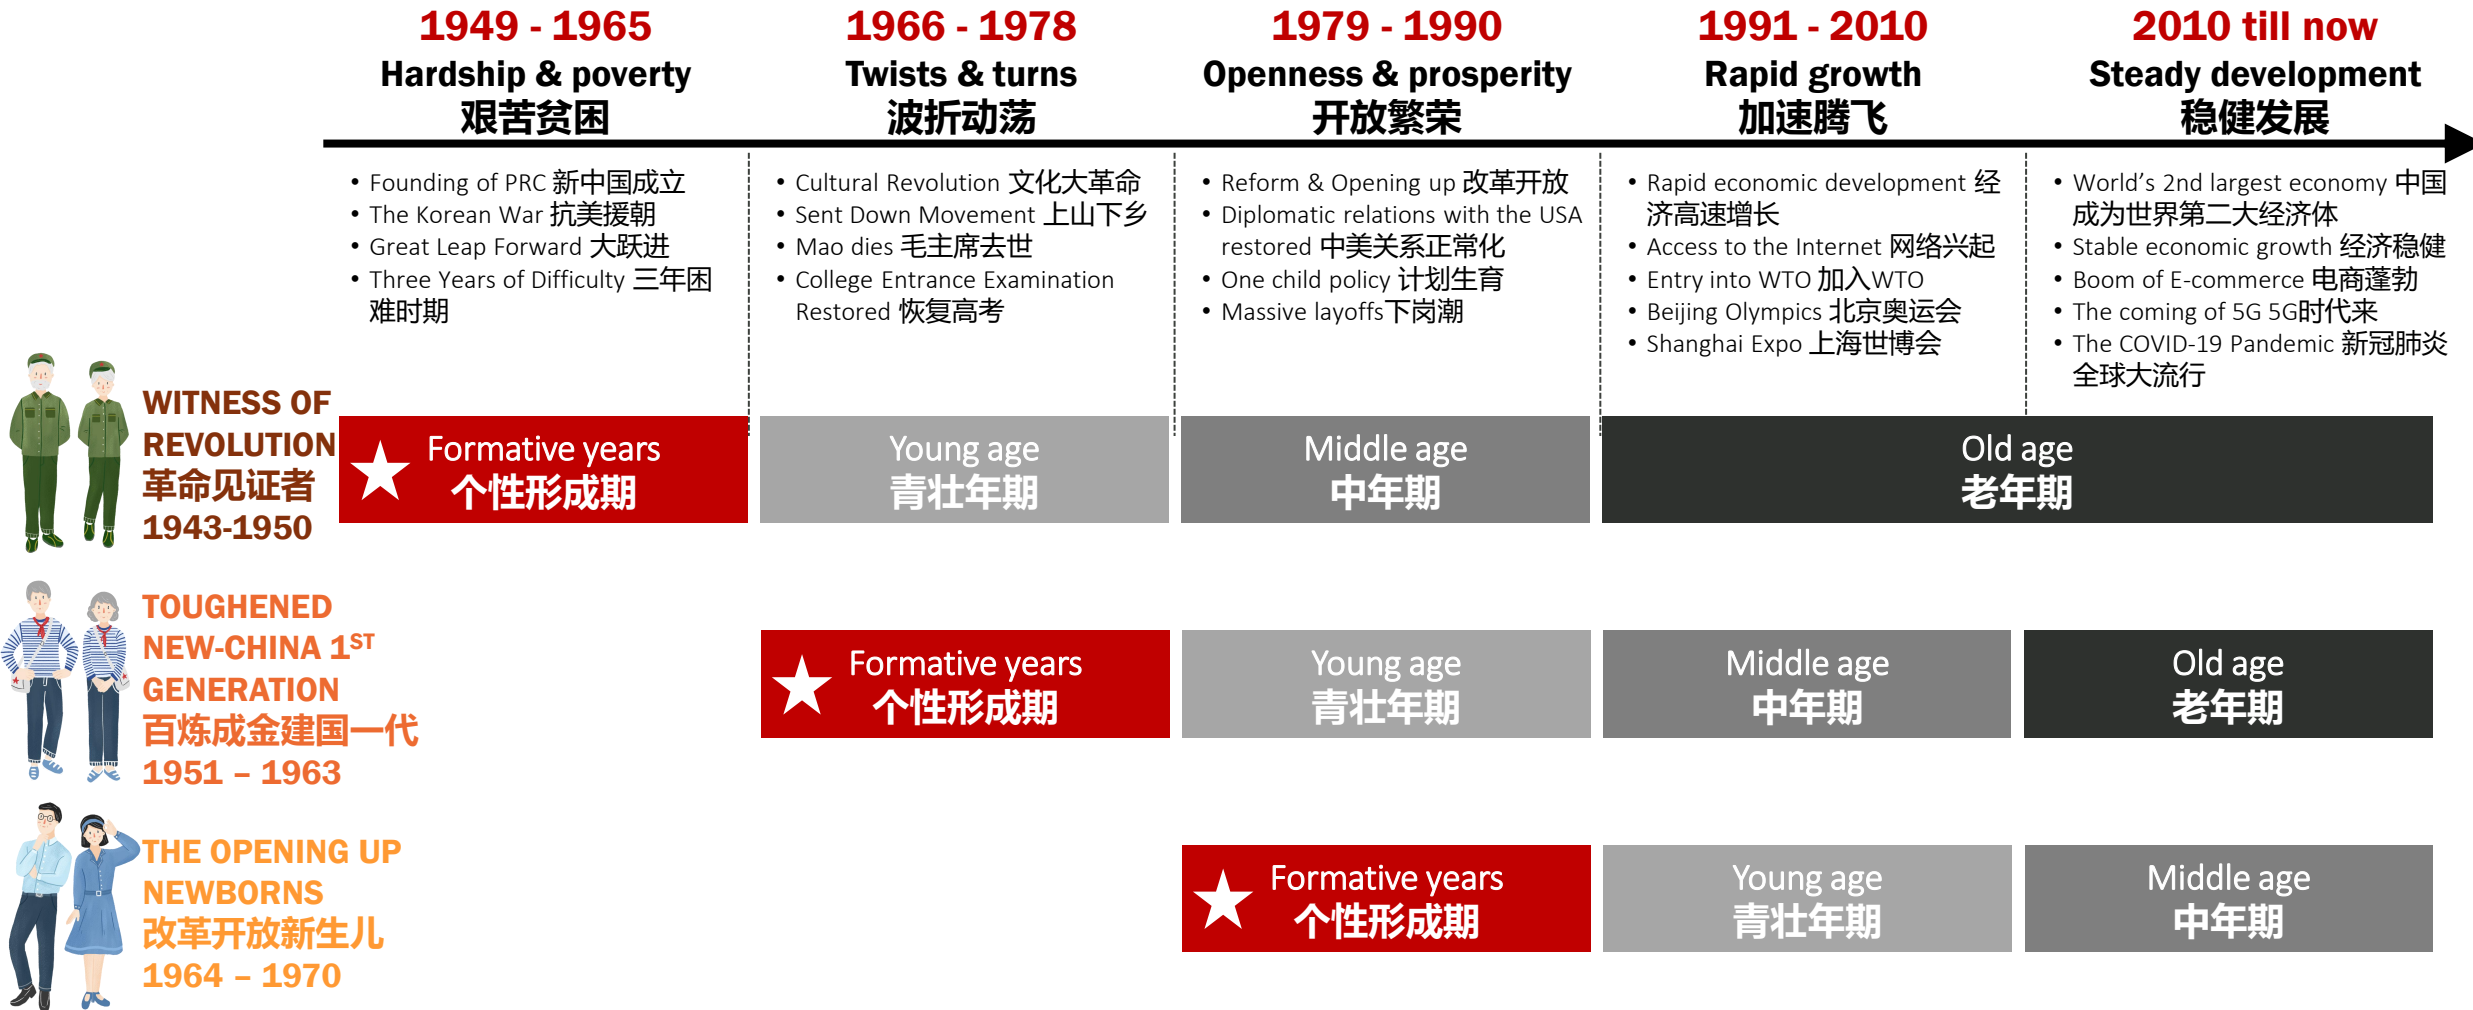 1949 - 1965
Hardship & poverty
艰苦贫困
1966 - 1978
Twists & turns
波折动荡
1979 - 1990
Openness & prosperity
开放繁荣
1991 - 2010
Rapid growth
加速腾飞
2010 till now
Steady development
稳健发展
• Founding of PRC 新中国成立
• The Korean War 抗美援朝
• Great Leap Forward 大跃进
• Three Years of Difficulty 三年困
难时期
• Cultural Revolution 文化大革命
• Sent Down Movement 上山下乡
• Mao dies 毛主席去世
• College Entrance Examination
Restored 恢复高考
• Reform & Opening up 改革开放
• Diplomatic relations with the USA
restored 中美关系正常化
• One child policy 计划生育
• Massive layoffs下岗潮
• Rapid economic development 经
济高速增长
• Access to the Internet 网络兴起
• Entry into WTO 加入WTO
• Beijing Olympics 北京奥运会
• Shanghai Expo 上海世博会
• World’s 2nd largest economy 中国
成为世界第二大经济体
• Stable economic growth 经济稳健
• Boom of E-commerce 电商蓬勃
• The coming of 5G 5G时代来
• The COVID-19 Pandemic 新冠肺炎
全球大流行
WITNESS OF
REVOLUTION
革命见证者
1943-1950
Formative years
个性形成期
Young age
青壮年期
Middle age
中年期
Old age
老年期
TOUGHENED
NEW-CHINA 1ST
GENERATION
百炼成金建国一代
1951 – 1963
Formative years
个性形成期
Young age
青壮年期
Middle age
中年期
Old age
老年期
THE OPENING UP
NEWBORNS
改革开放新生儿
1964 – 1970
Formative years
个性形成期
Young age
青壮年期
Middle age
中年期